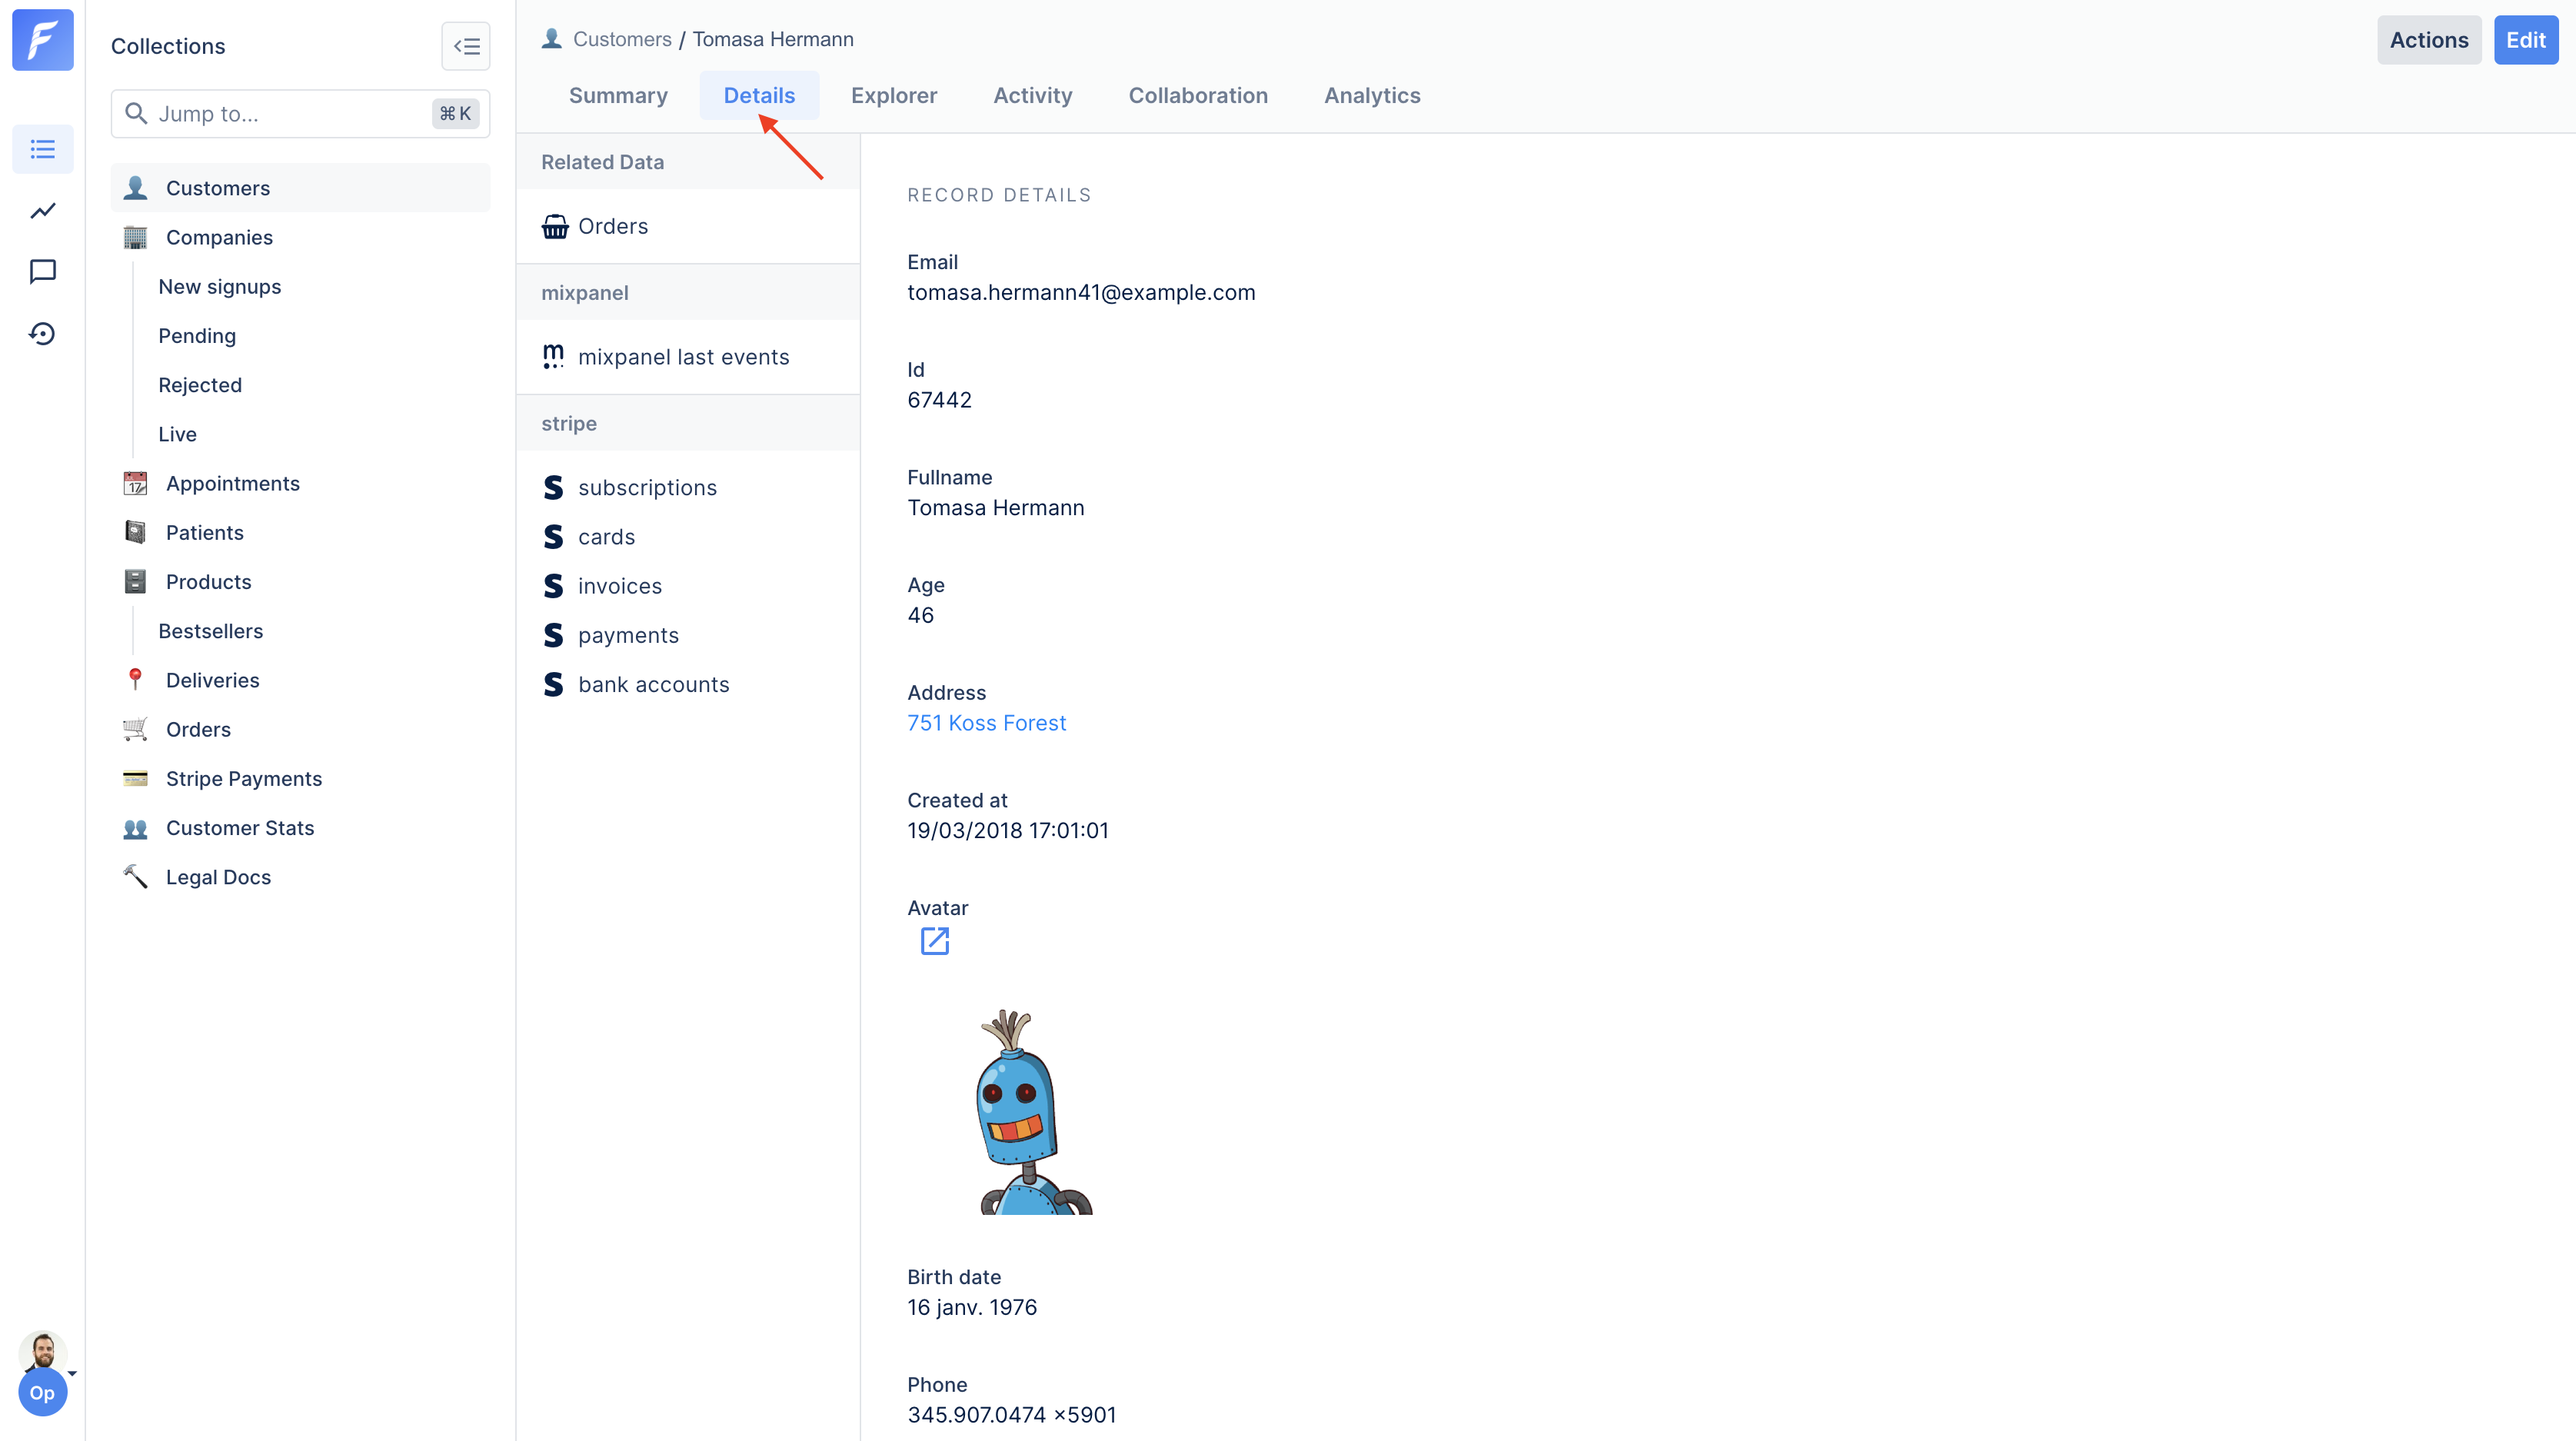 Collections
Jump to...
⌘ K
Customers
Companies
New signups
Pending
Rejected
Live
Appointments
17
Patients
Products
Bestsellers
Deliveries
Orders
Stripe Payments
Customer Stats
Legal Docs
Op
Customers / Tomasa Hermann
Actions
Edit
Summary
Details
Explorer
Activity
Collaboration
Analytics
Related Data
Orders
mixpanel
m mixpanel last events
stripe
S subscriptions
S cards
S invoices
S payments
S bank accounts
RECORD DETAILS
Email
tomasa.hermann41@example.com
Id
67442
Fullname
Tomasa Hermann
Age
46
Address
751 Koss Forest
Created at
19/03/2018 17:01:01
Avatar
Birth date
16 janv. 1976
Phone
345.907.0474 x5901